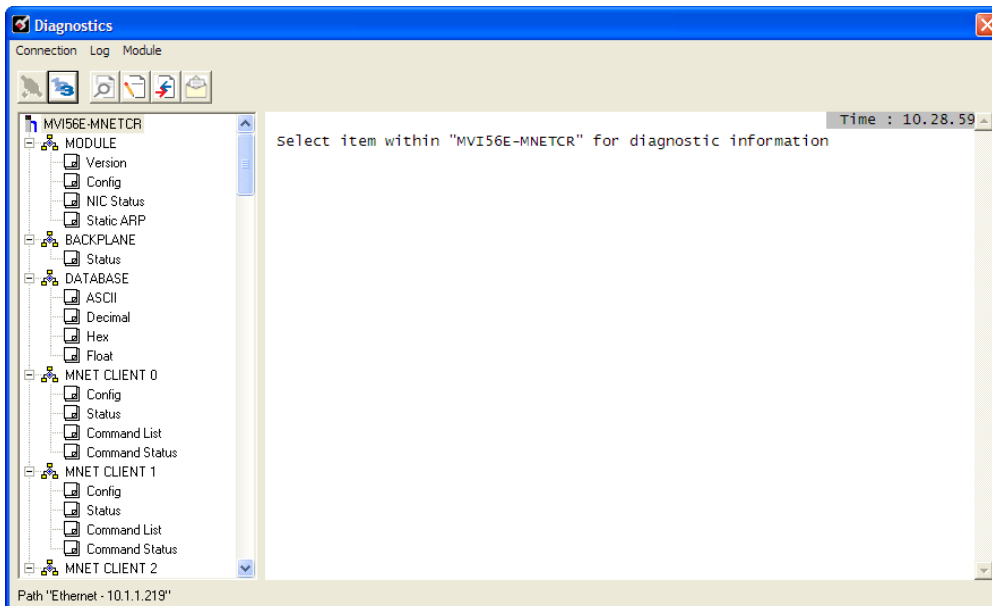 Diagnostics
Connection Log Module
MVI56E-MNETCR
MODULE
Version
Config
NIC Status
Static ARP
BACKPLANE
Status
DATABASE
ASCII
Decimal
Hex
Float
MNET CLIENT 0
Config
Status
Command List
Command Status
MNET CLIENT 1
Config
Status
Command List
Command Status
MNET CLIENT 2
Time : 10.28.59
Select item within "MVI56E-MNETCR" for diagnostic information
Path "Ethernet - 10.1.1.219"